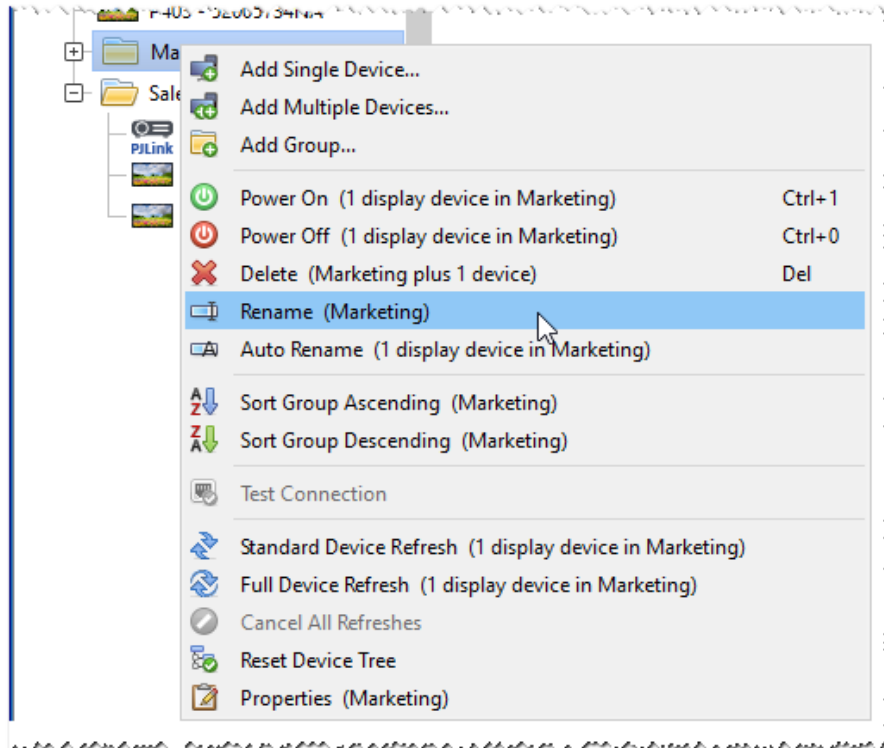 Ma
Add Single Device...
Sale
Add Multiple Devices...
PJLink
Add Group...
Power On (1 display device in Marketing) Ctrl+1
Power Off (1 display device in Marketing) Ctrl+0
Delete (Marketing plus 1 device) Del
Rename (Marketing)
Auto Rename (1 display device in Marketing)
Sort Group Ascending (Marketing)
Sort Group Descending (Marketing)
Test Connection
Standard Device Refresh (1 display device in Marketing)
Full Device Refresh (1 display device in Marketing)
Cancel All Refreshes
Reset Device Tree
Properties (Marketing)